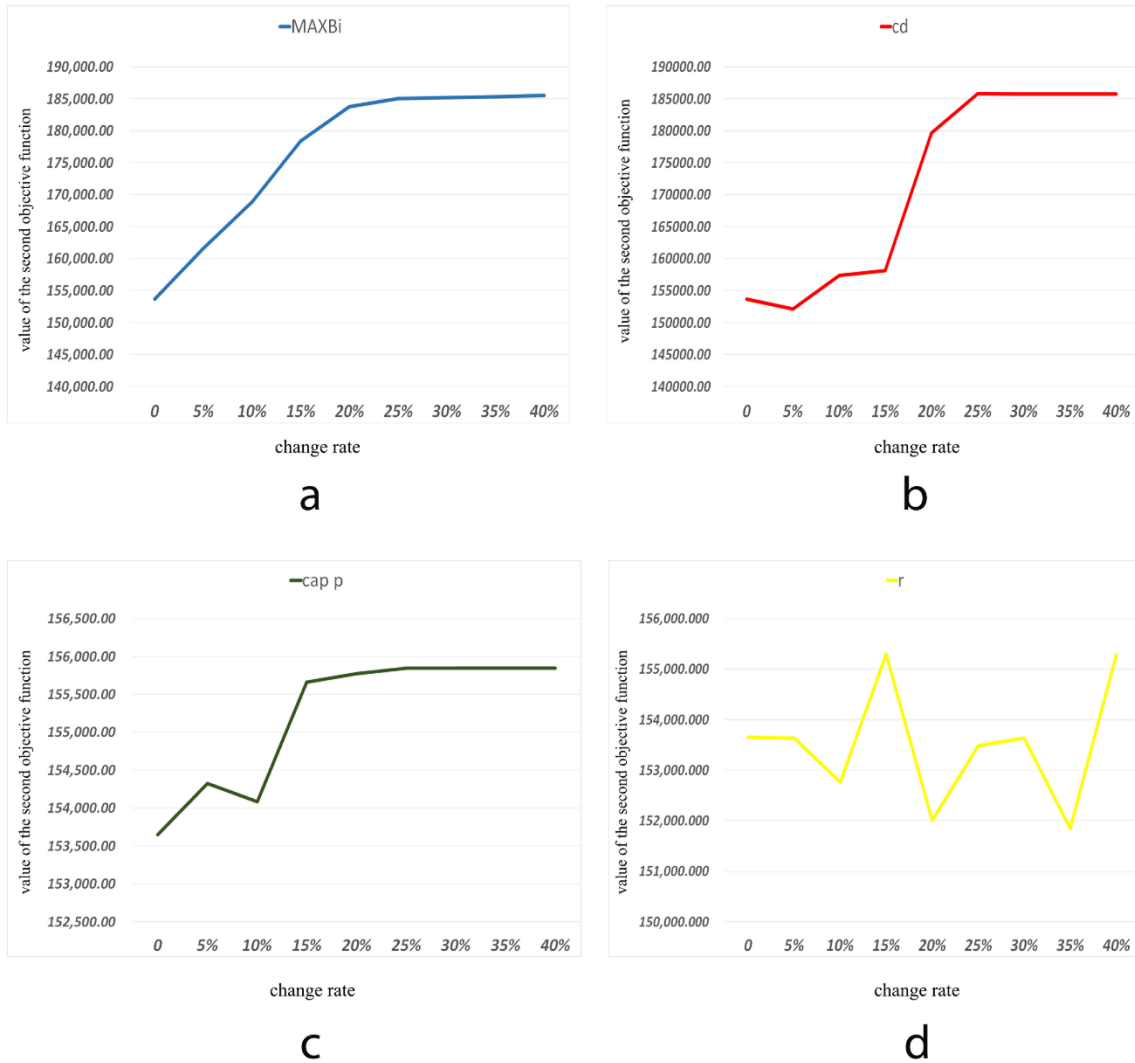 MAXBi
190,000.00
185,000.00
180,000.00
175,000.00
170,000.00
165,000.00
160,000.00
155,000.00
150,000.00
145,000.00
140,000.00
value of the second objective function
0 5% 10% 15% 20% 25% 30% 35% 40%
change rate
a
cd
190000.00
185000.00
180000.00
175000.00
170000.00
165000.00
160000.00
155000.00
150000.00
145000.00
140000.00
value of the second objective function
0 5% 10% 15% 20% 25% 30% 35% 40%
change rate
b
cap p
156,500.00
156,000.00
155,500.00
155,000.00
154,500.00
154,000.00
153,500.00
153,000.00
152,500.00
value of the second objective function
0 5% 10% 15% 20% 25% 30% 35% 40%
change rate
c
r
156,000.000
155,000.000
154,000.000
153,000.000
152,000.000
151,000.000
150,000.000
value of the second objective function
0 5% 10% 15% 20% 25% 30% 35% 40%
change rate
d